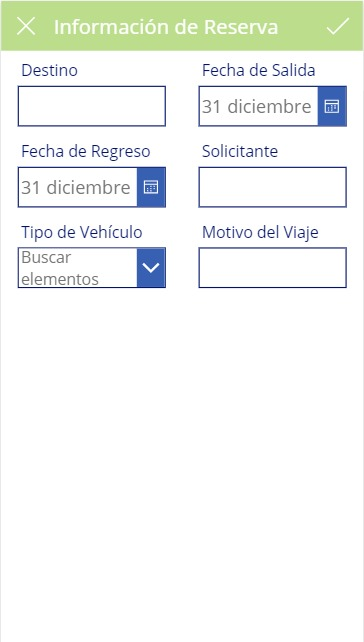 Información de Reserva
Destino
Fecha de Salida
31 diciembre
Fecha de Regreso
Solicitante
31 diciembre
Tipo de Vehículo
Motivo del Viaje
Buscar
elementos